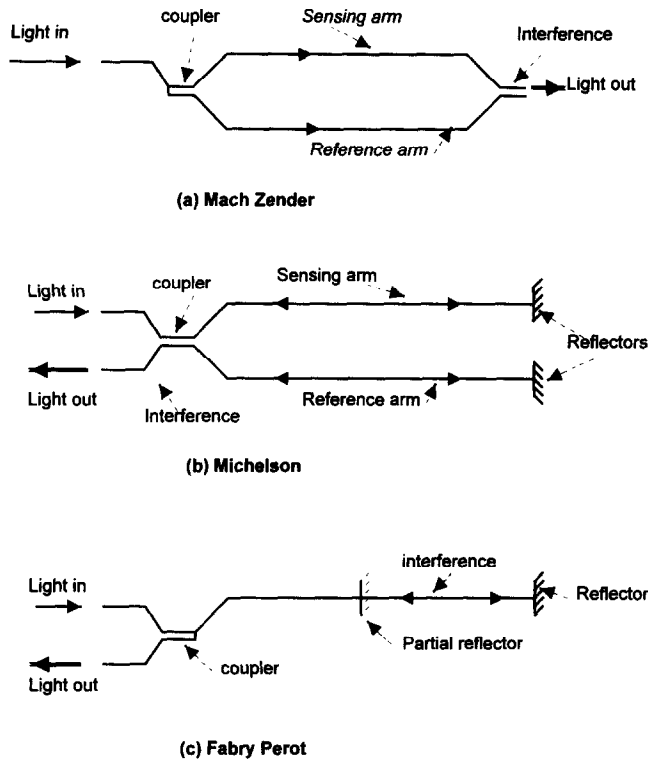 Light in
coupler
Sensing arm
Interference
Light out
Reference arm
(a) Mach Zender
Light in
coupler
Sensing arm
Reflectors
Light out
Interference
Reference arm
(b) Michelson
Light in
interference
Reflector
Partial reflector
Light out
coupler
(c) Fabry Perot